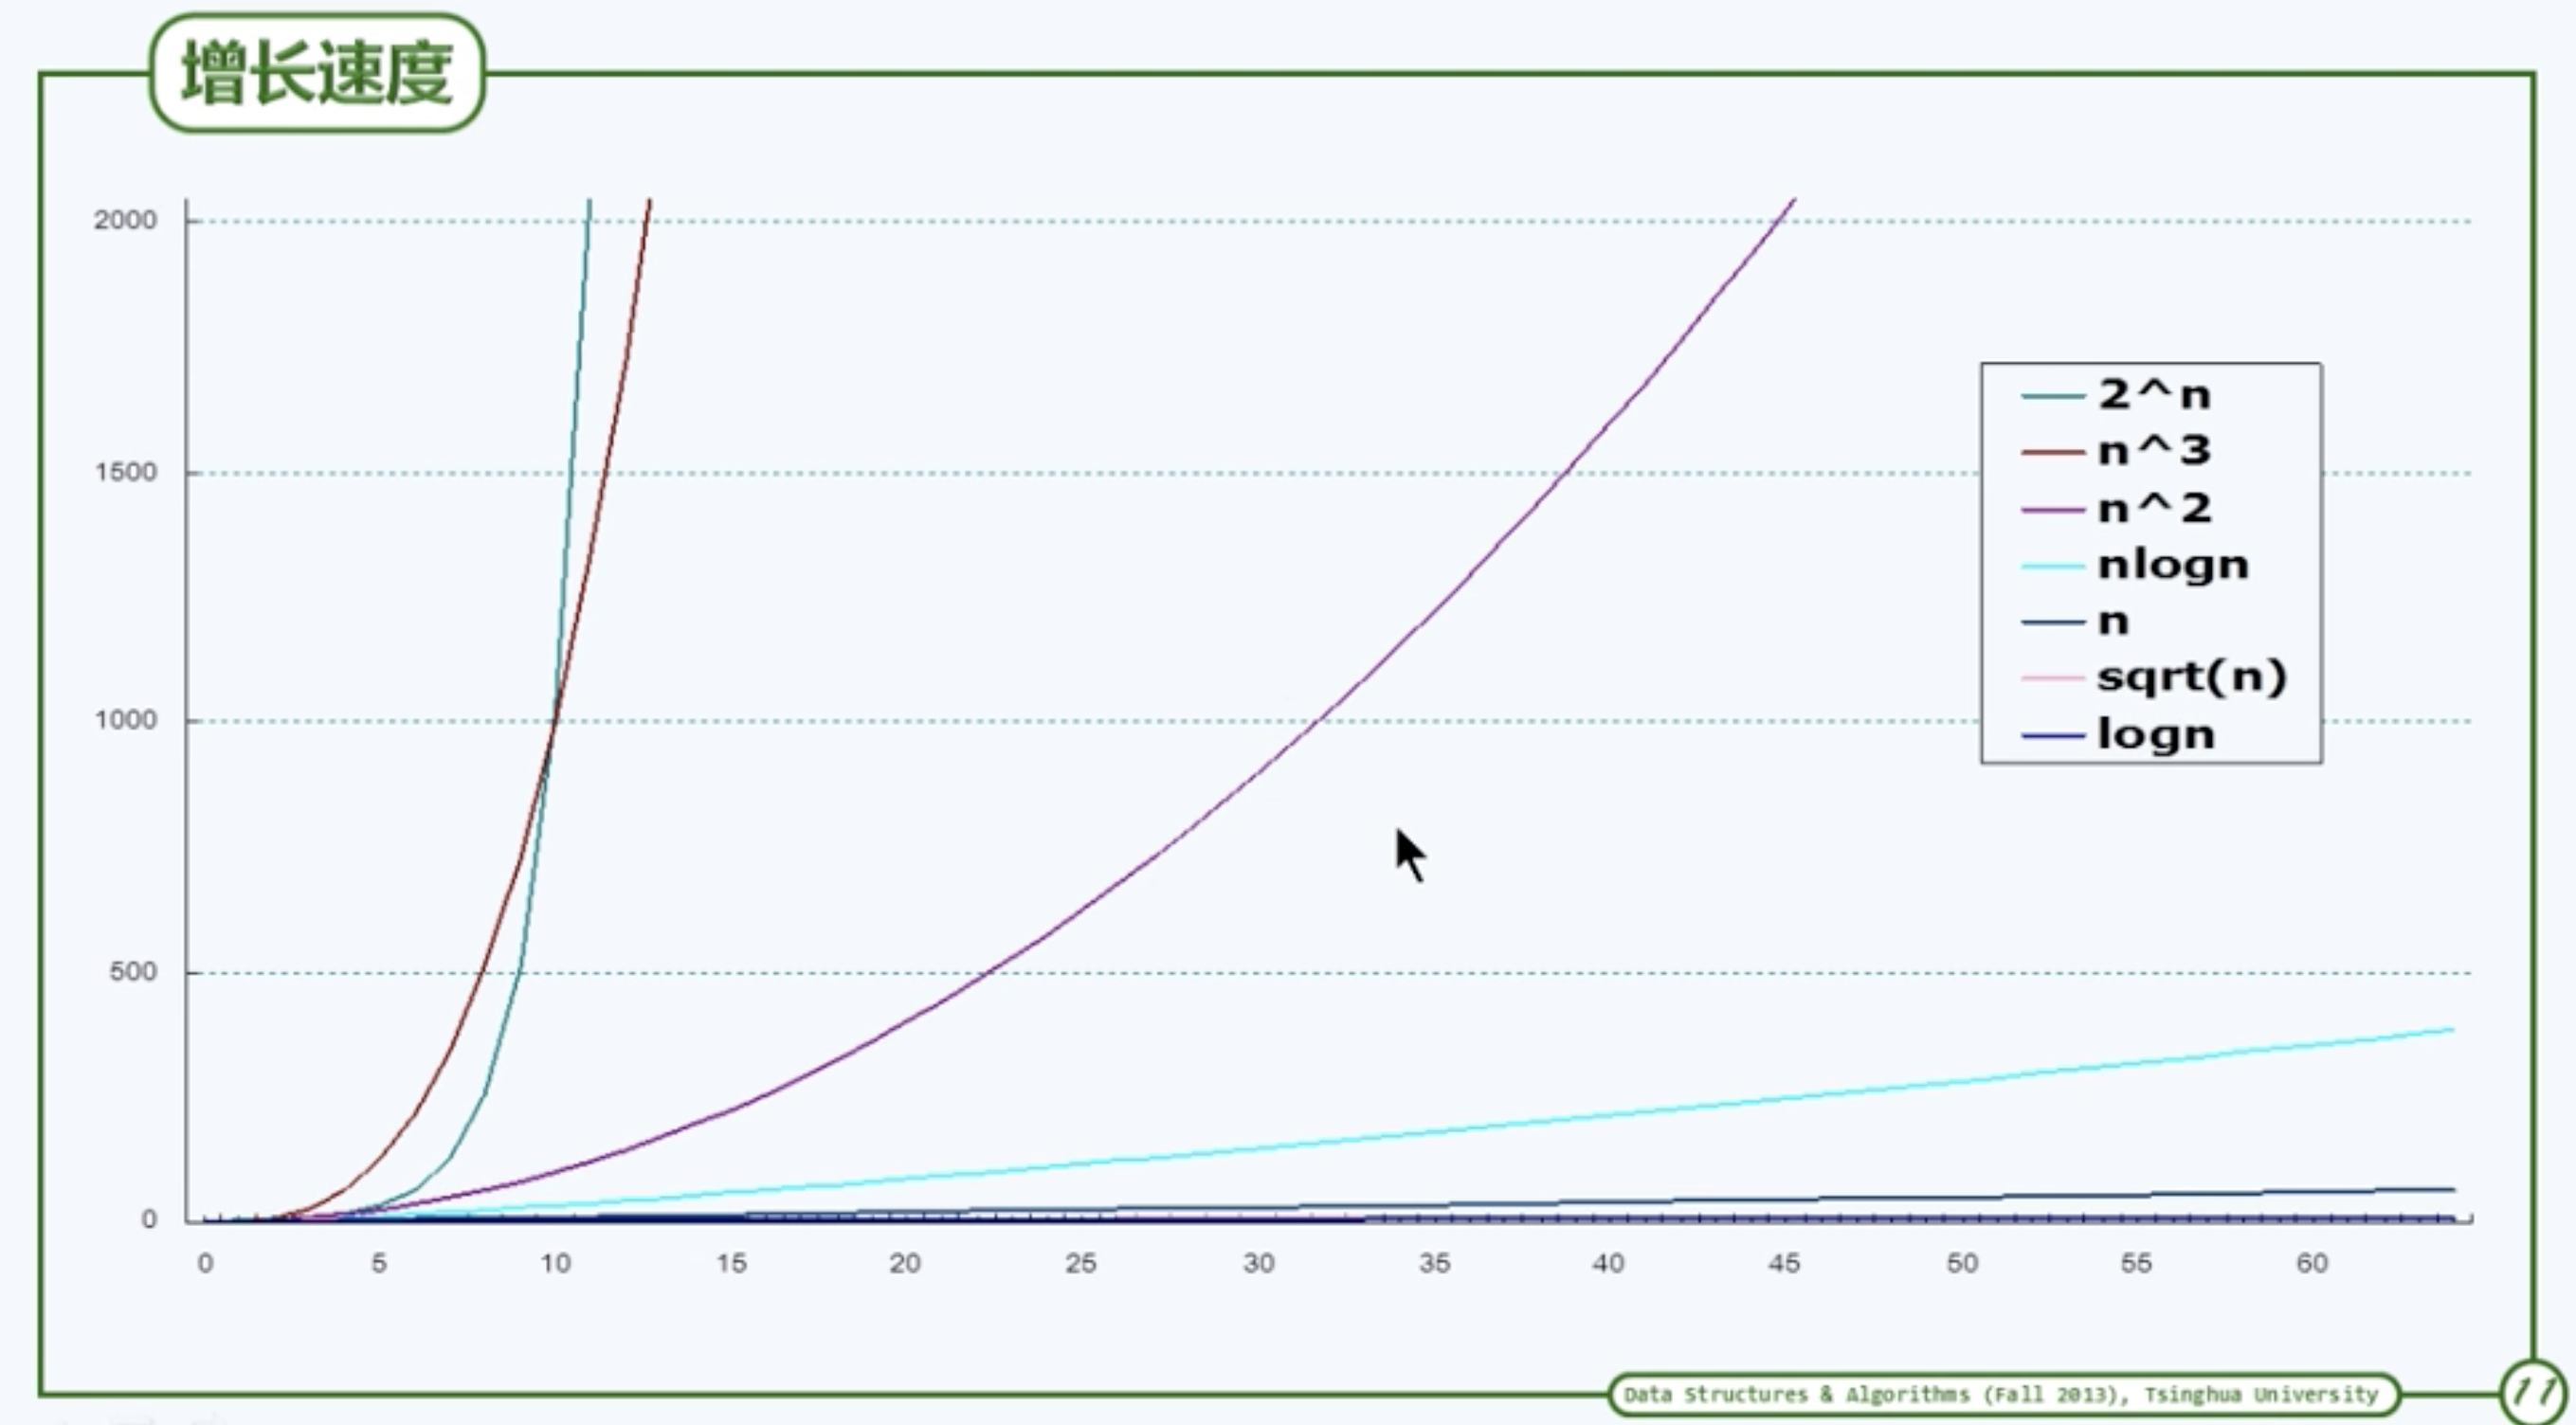 增长速度
2000
1500
1000
500
0
0 5 10 15 20 25 30 35 40 45 50 55 60
2^n
n^3
n^2
nlogn
n
sqrt(n)
logn
Data Structures & Algorithms (Fall 2013), Tsinghua University
11